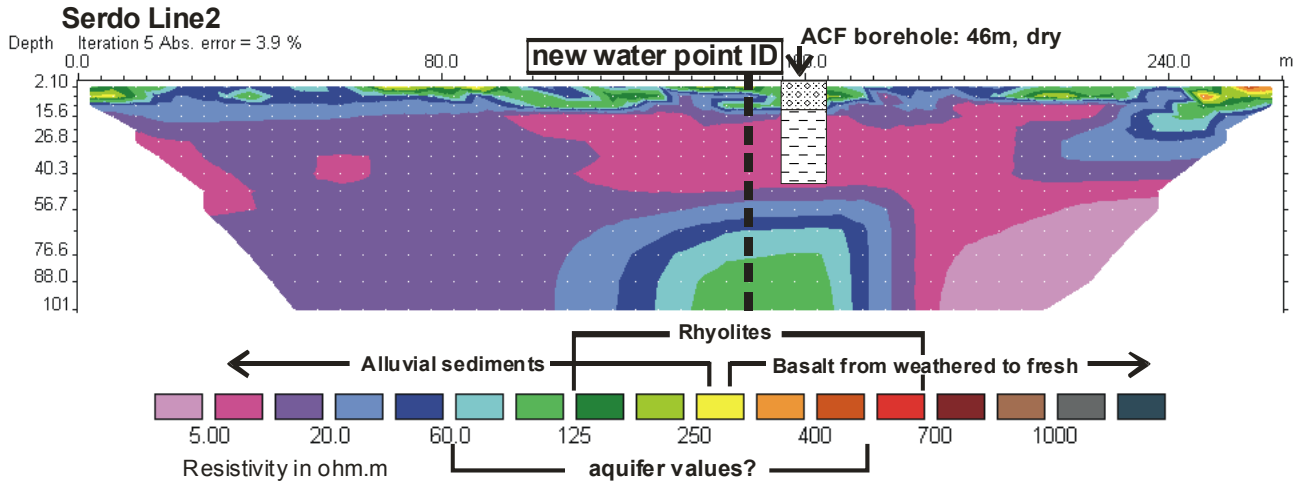 Serdo Line2
Depth Iteration 5 Abs. error = 3.9 %
ACF borehole: 46m, dry
new water point ID
0.0 80.0 240.0 m
2.10
15.6
26.8
40.3
56.7
76.6
88.0
101
Rhyolites
Alluvial sediments Basalt from weathered to fresh
5.00 20.0 60.0 125 250 400 700 1000
Resistivity in ohm.m aquifer values?